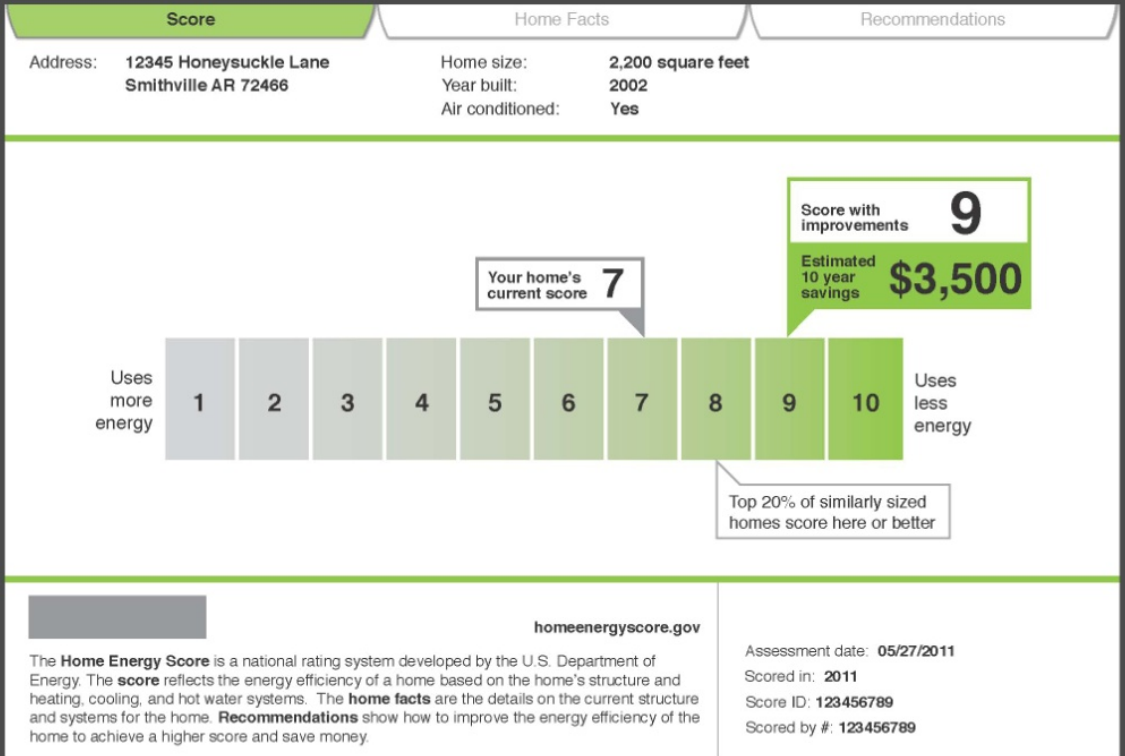 Score
Home Facts
Recommendations
Address: 12345 Honeysuckle Lane
Smithville AR 72466
Home size: 2,200 square feet
Year built: 2002
Air conditioned: Yes
Score with
improvements 9
Estimated
10 year
savings $3,500
Your home's
current score 7
Uses
more
energy
1 2 3 4 5 6 7 8 9 10
Uses
less
energy
Top 20% of similarly sized
homes score here or better
homeenergyscore.gov
The Home Energy Score is a national rating system developed by the U.S. Department of
Energy. The score reflects the energy efficiency of a home based on the home's structure and
heating, cooling, and hot water systems. The home facts are the details on the current structure
and systems for the home. Recommendations show how to improve the energy efficiency of the
home to achieve a higher score and save money.
Assessment date: 05/27/2011
Scored in: 2011
Score ID: 123456789
Scored by #: 123456789